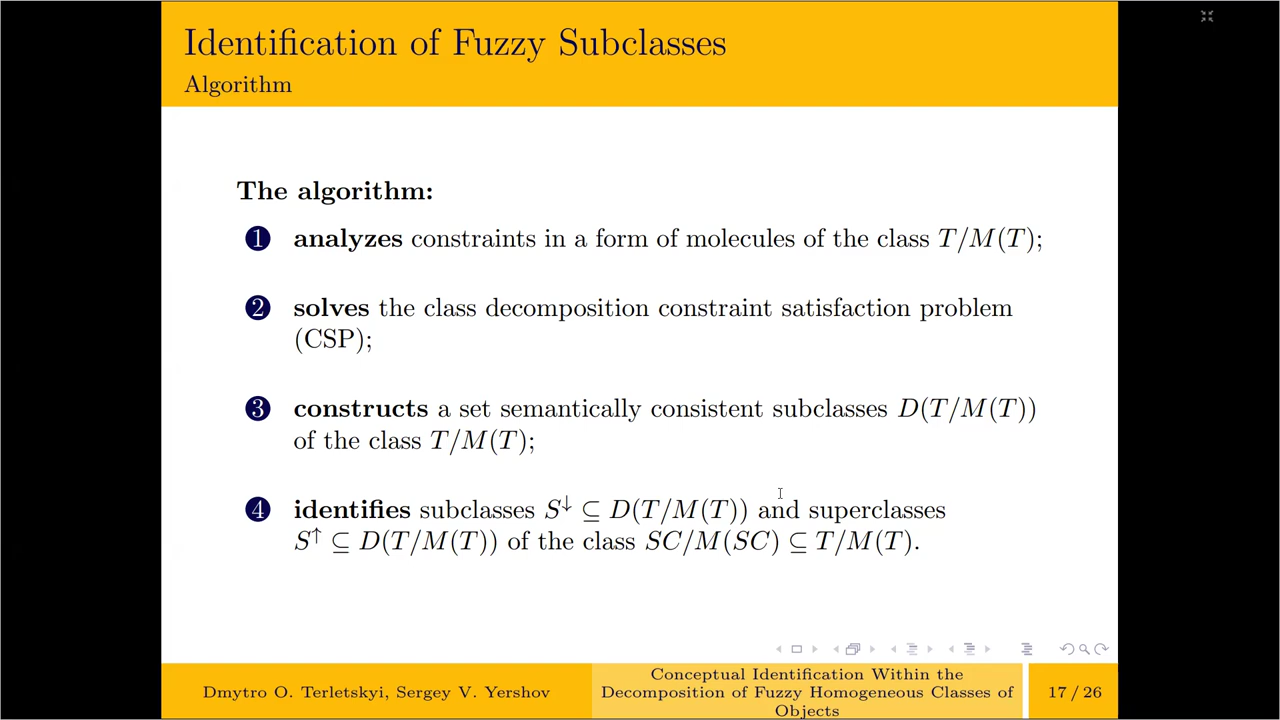 Identification of Fuzzy Subclasses
Algorithm
The algorithm:
1 analyzes constraints in a form of molecules of the class T/M(T);
2 solves the class decomposition constraint satisfaction problem
(CSP);
3 constructs a set semantically consistent subclasses D(T/M(T))
of the class T/M(T);
4 identifies subclasses S↓ ⊆ D(T/M(T)) and superclasses
S↑ ⊆ D(T/M(T)) of the class SC/M(SC) ⊆ T/M(T).
Dmytro O. Terletskyi, Sergey V. Yershov
Conceptual Identification Within the
Decomposition of Fuzzy Homogeneous Classes of
Objects
17 / 26